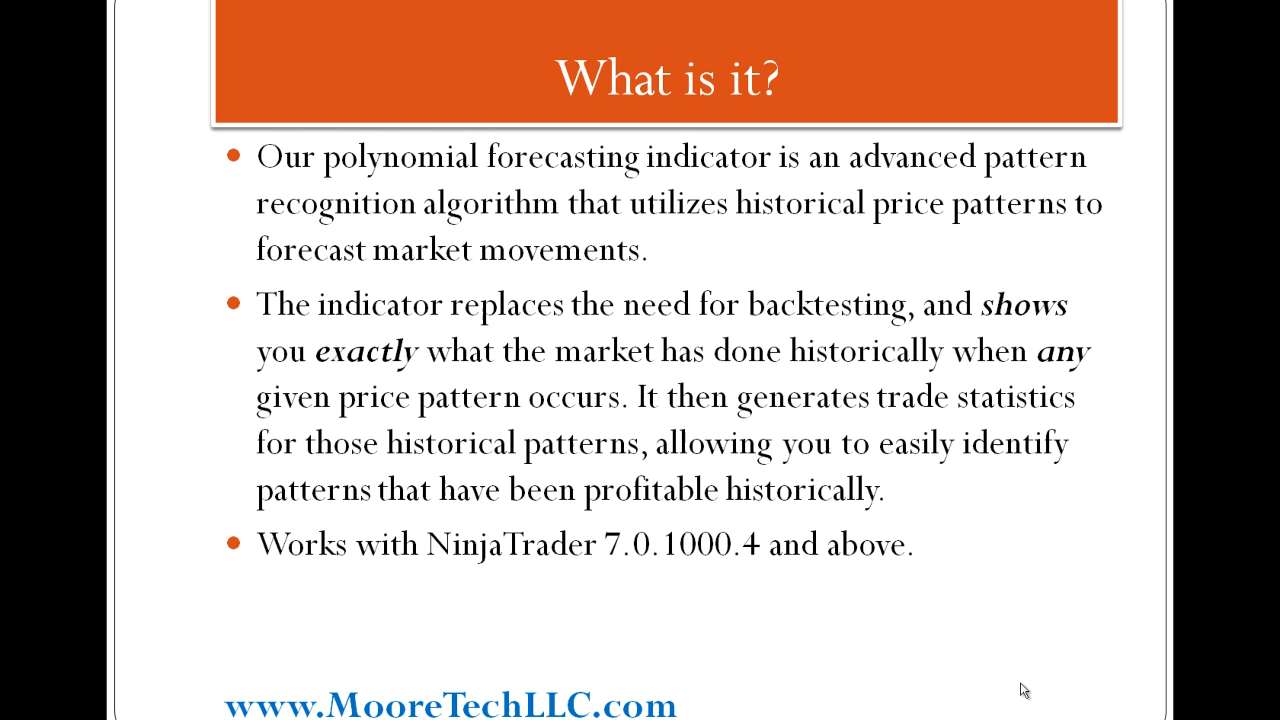 What is it?
Our polynomial forecasting indicator is an advanced pattern
recognition algorithm that utilizes historical price patterns to
forecast market movements.
The indicator replaces the need for backtesting, and shows
you exactly what the market has done historically when any
given price pattern occurs. It then generates trade statistics
for those historical patterns, allowing you to easily identify
patterns that have been profitable historically.
Works with NinjaTrader 7.0.1000.4 and above.
www.MooreTechLLC.com